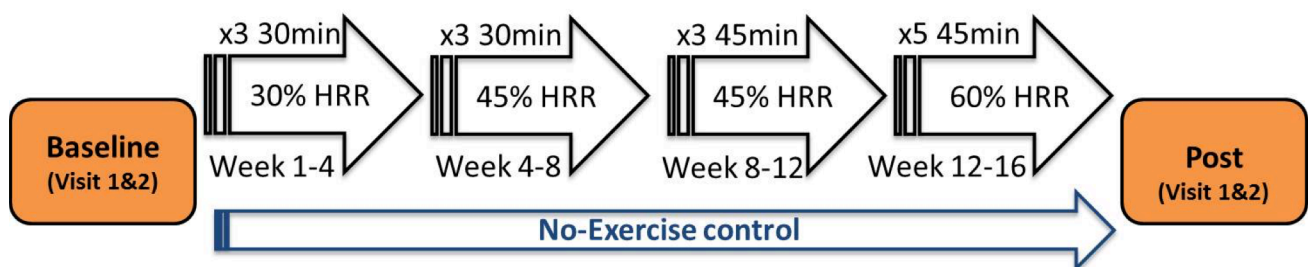 x3 30min
x3 30min
x3 45min
x5 45min
30% HRR
45% HRR
45% HRR
60% HRR
Baseline
(Visit 1&2)
Week 1-4
Week 4-8
Week 8-12
Week 12-16
Post
(Visit 1&2)
No-Exercise control